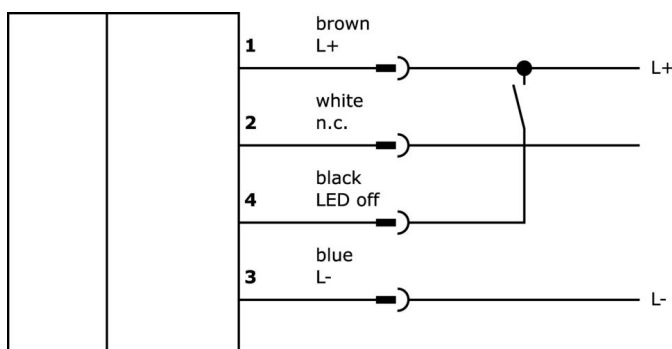 brown
1 L+
L+
white
2 n.c.
black
4 LED off
blue
3 L-
L-